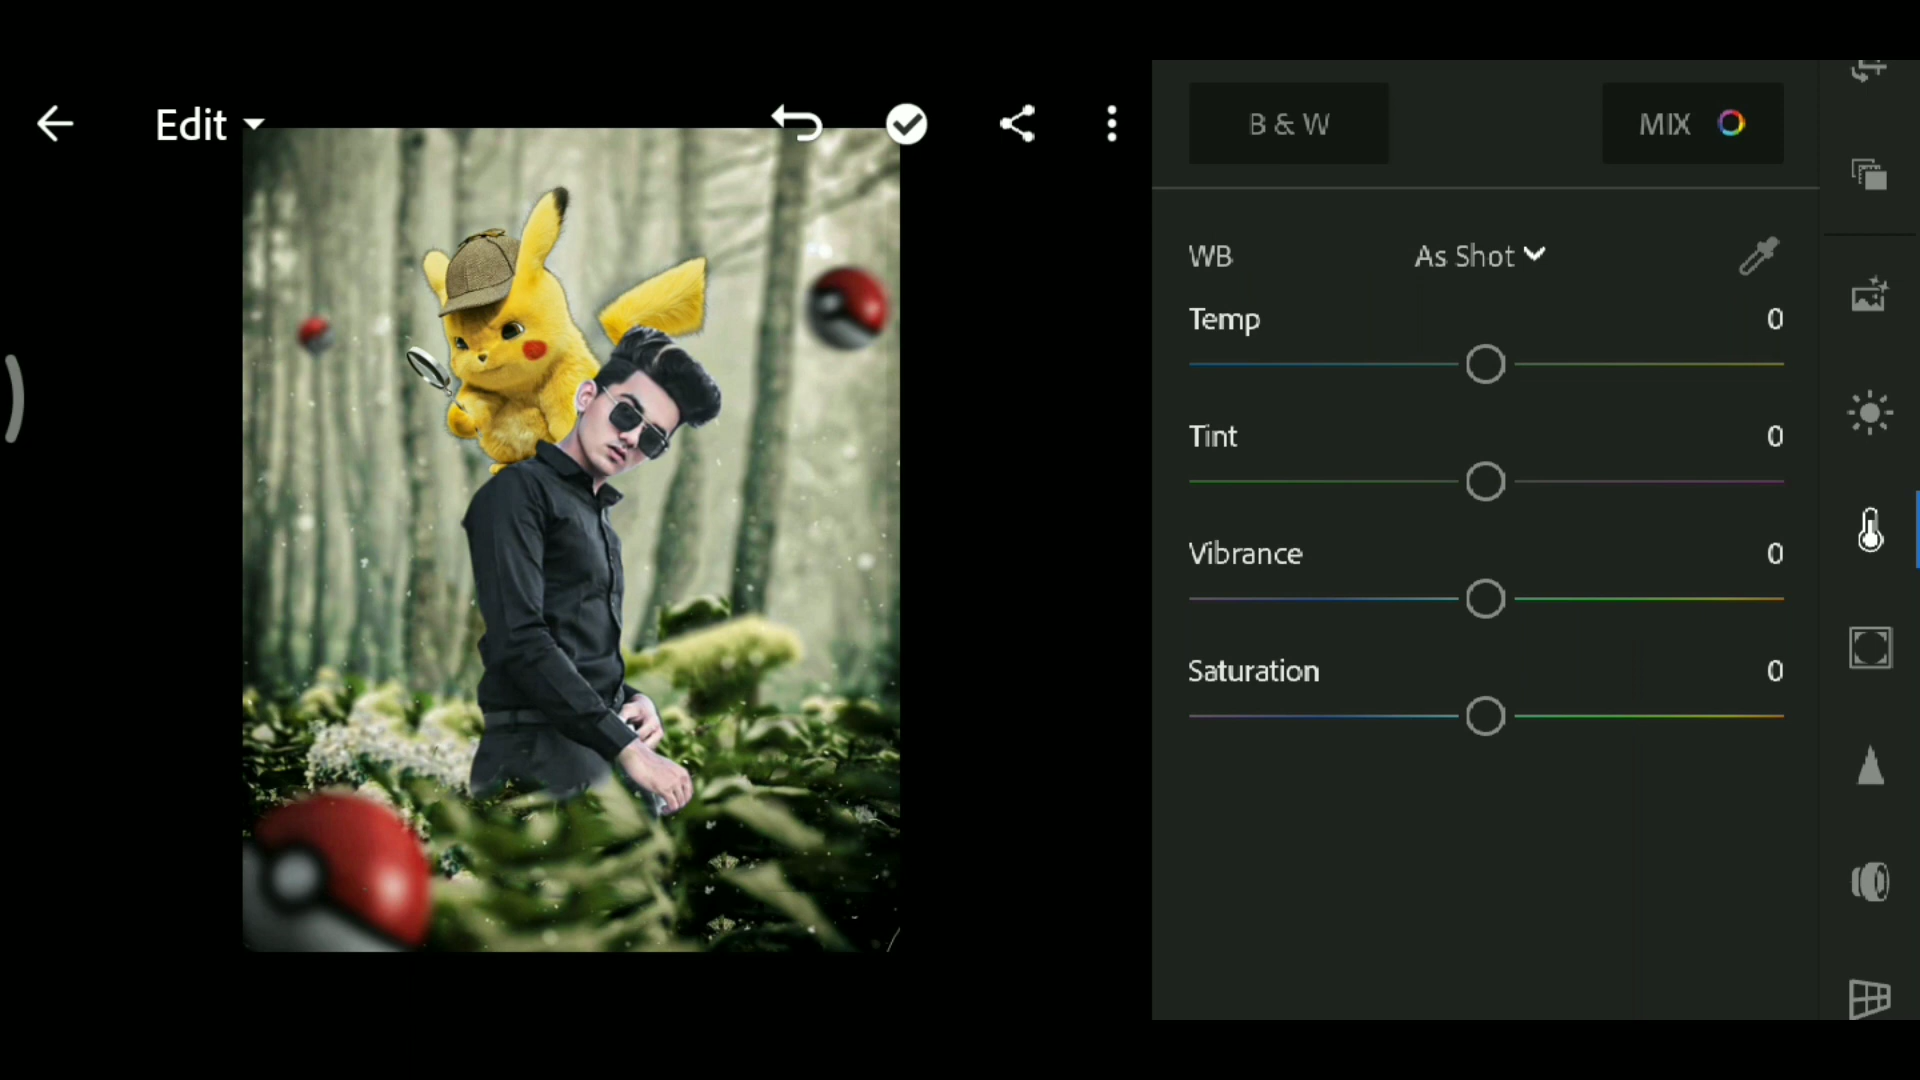 Edit
B & W
MIX
WB As Shot
Temp 0
Tint 0
Vibrance 0
Saturation 0